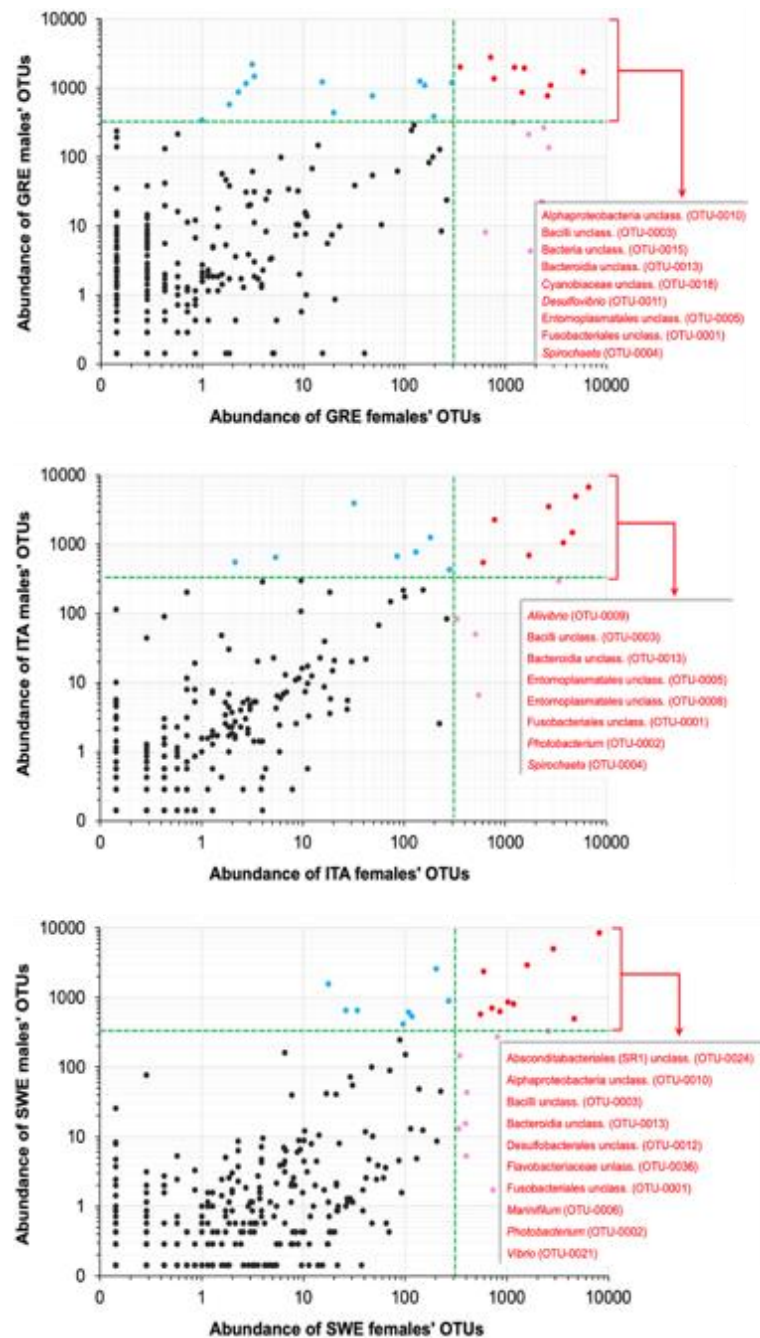 Abundance of GRE males' OTUs
10000
1000
100
10
1
0
0
1
10
100
1000
10000
Abundance of GRE females' OTUs
Alphaproteobacteria unclass. (OTU-0010)
Bacilli unclass. (OTU-0003)
Bacteria unclass. (OTU-0015)
Bacteroidia unclass. (OTU-0013)
Cyanobiaceae unclass. (OTU-0018)
Desulfovibrio (OTU-0011)
Entomoplasmatales unclass. (OTU-0005)
Fusobacteriales unclass. (OTU-0001)
Spirochaeta (OTU-0004)
Abundance of ITA males' OTUs
10000
1000
100
10
1
0
0
1
10
100
1000
10000
Abundance of ITA females' OTUs
Aliivibrio (OTU-0009)
Bacilli unclass. (OTU-0003)
Bacteroidia unclass. (OTU-0013)
Entomoplasmatales unclass. (OTU-0005)
Entomoplasmatales unclass. (OTU-0008)
Fusobacteriales unclass. (OTU-0001)
Photobacterium (OTU-0002)
Spirochaeta (OTU-0004)
Abundance of SWE males' OTUs
10000
1000
100
10
1
0
0
1
10
100
1000
10000
Abundance of SWE females' OTUs
Absconditabacteriales (SR1) unclass. (OTU-0024)
Alphaproteobacteria unclass. (OTU-0010)
Bacilli unclass. (OTU-0003)
Bacteroidia unclass. (OTU-0013)
Desulfobacterales unclass. (OTU-0012)
Flavobacteriaceae unlass. (OTU-0036)
Fusobacteriales unclass. (OTU-0001)
Marinifilum (OTU-0006)
Photobacterium (OTU-0002)
Vibrio (OTU-0021)